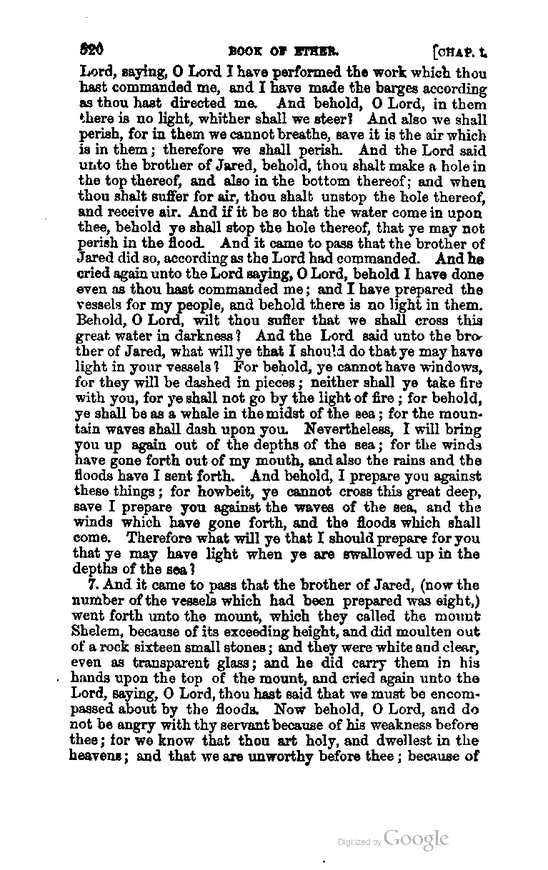 520 BOOK OF ETHER. [CHAP. I.
Lord, saying, O Lord I have performed the work which thou
hast commanded me, and I have made the barges according
as thou hast directed me. And behold, O Lord, in them
there is no light, whither shall we steer? And also we shall
perish, for in them we cannot breathe, save it is the air which
is in them; therefore we shall perish. And the Lord said
unto the brother of Jared, behold, thou shalt make a hole in
the top thereof, and also in the bottom thereof; and when
thou shalt suffer for air, thou shalt unstop the hole thereof,
and receive air. And if it be so that the water come in upon
thee, behold ye shall stop the hole thereof, that ye may not
perish in the flood. And it came to pass that the brother of
Jared did so, according as the Lord had commanded. And he
cried again unto the Lord saying, O Lord, behold I have done
even as thou hast commanded me; and I have prepared the
vessels for my people, and behold there is no light in them.
Behold, O Lord, wilt thou suffer that we shall cross this
great water in darkness? And the Lord said unto the bro-
ther of Jared, what will ye that I should do that ye may have
light in your vessels? For behold, ye cannot have windows,
for they will be dashed in pieces; neither shall ye take fire
with you, for ye shall not go by the light of fire; for behold,
ye shall be as a whale in the midst of the sea; for the moun-
tain waves shall dash upon you. Nevertheless, I will bring
you up again out of the depths of the sea; for the winds
have gone forth out of my mouth, and also the rains and the
floods have I sent forth. And behold, I prepare you against
these things; for howbeit, ye cannot cross this great deep,
save I prepare you against the waves of the sea, and the
winds which have gone forth, and the floods which shall
come. Therefore what will ye that I should prepare for you
that ye may have light when ye are swallowed up in the
depths of the sea?
7. And it came to pass that the brother of Jared, (now the
number of the vessels which had been prepared was eight,)
went forth unto the mount, which they called the mount
Shelem, because of its exceeding height, and did moulten out
of a rock sixteen small stones; and they were white and clear,
even as transparent glass; and he did carry them in his
hands upon the top of the mount, and cried again unto the
Lord, saying, O Lord, thou hast said that we must be encom-
passed about by the floods. Now behold, O Lord, and do
not be angry with thy servant because of his weakness before
thee; for we know that thou art holy, and dwellest in the
heavens; and that we are unworthy before thee; because of
Digitized by Google